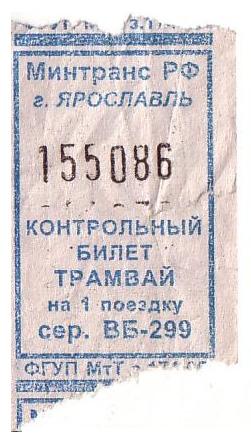 Минтранс РФ
г. ЯРОСЛАВЛЬ
155086
КОНТРОЛЬНЫЙ
БИЛЕТ
ТРАМВАЙ
на 1 поездку
сер. ВБ-299
ФГУП МтТ